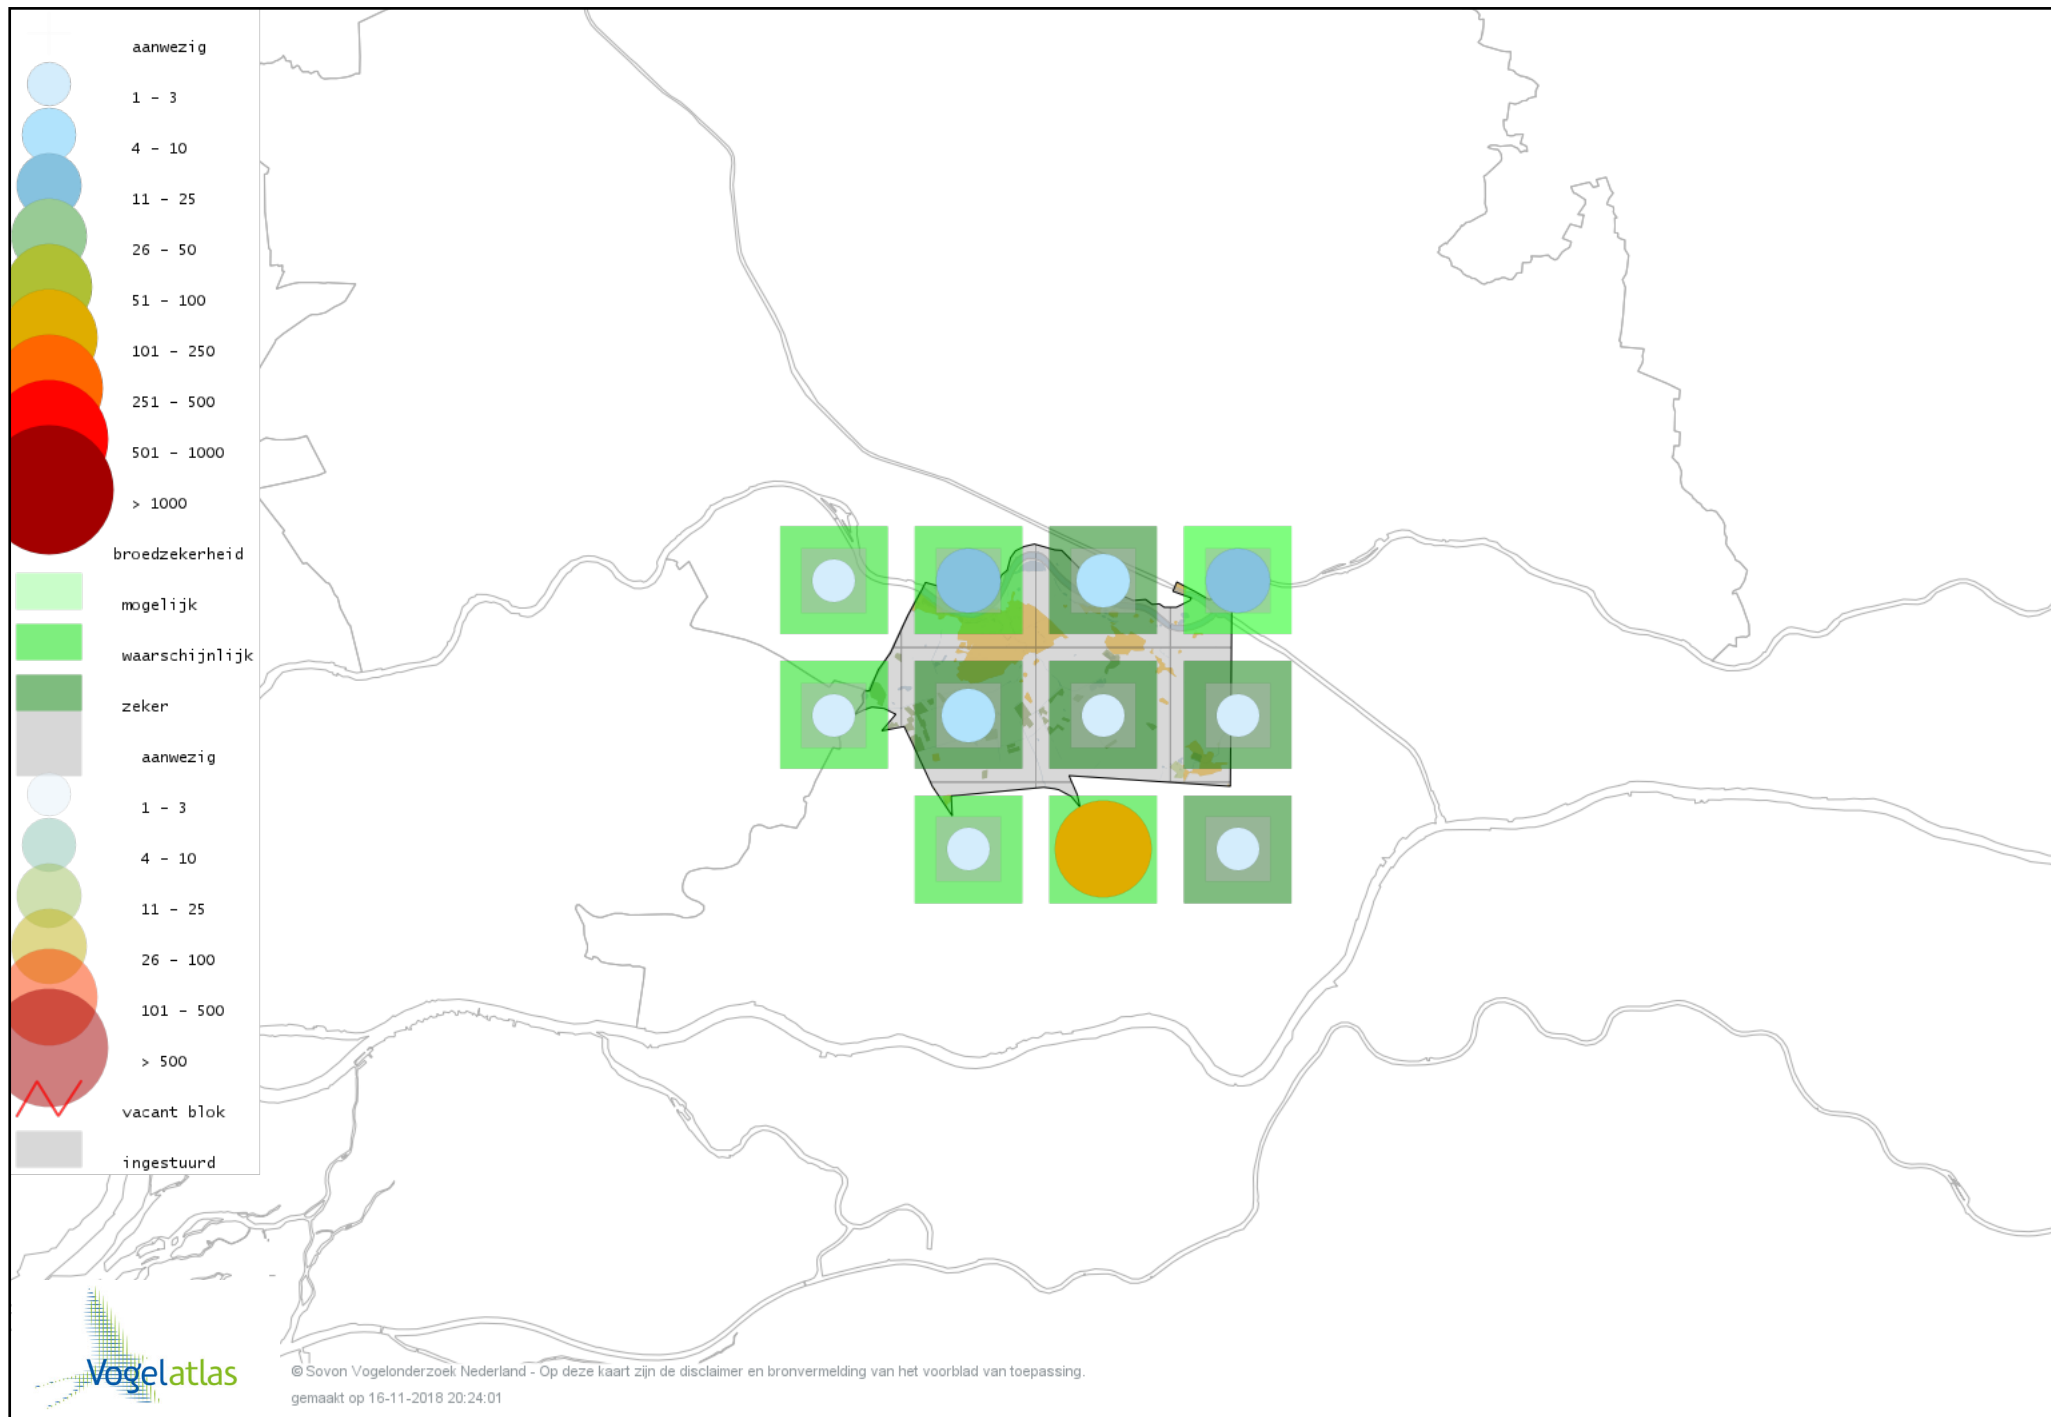 aanwezig
1 – 3
4 – 10
11 – 25
26 – 50
51 – 100
101 – 250
251 – 500
501 – 1000
> 1000
broedzekerheid
mogelijk
waarschijnlijk
zeker
aanwezig
1 – 3
4 – 10
11 – 25
26 – 100
101 – 500
> 500
vacant blok
ingestuurd
Vogelatlas
© Sovon Vogelonderzoek Nederland - Op deze kaart zijn de disclaimer en bronvermelding van het voorblad van toepassing.
gemaakt op 16-11-2018 20:24:01